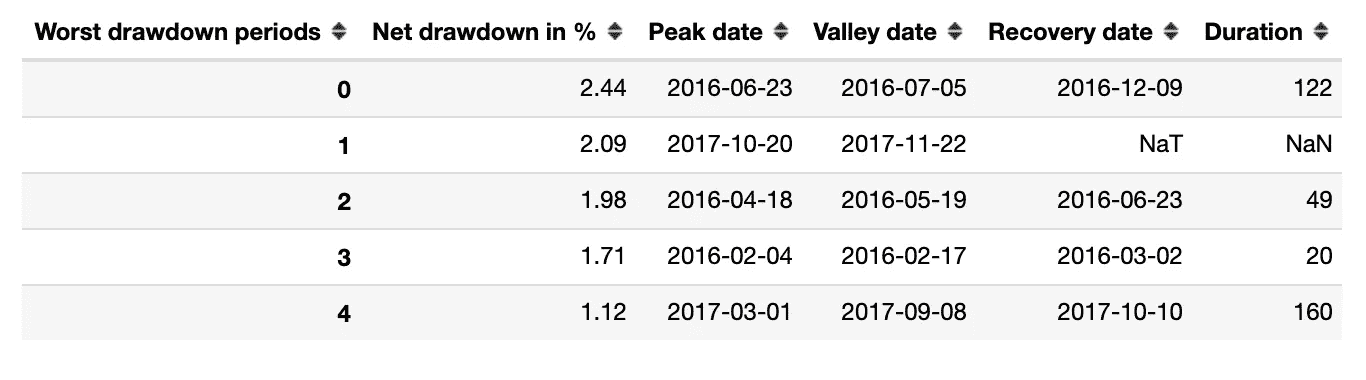 Worst drawdown periods Net drawdown in % Peak date Valley date Recovery date Duration
0 2.44 2016-06-23 2016-07-05 2016-12-09 122
1 2.09 2017-10-20 2017-11-22 NaT NaN
2 1.98 2016-04-18 2016-05-19 2016-06-23 49
3 1.71 2016-02-04 2016-02-17 2016-03-02 20
4 1.12 2017-03-01 2017-09-08 2017-10-10 160